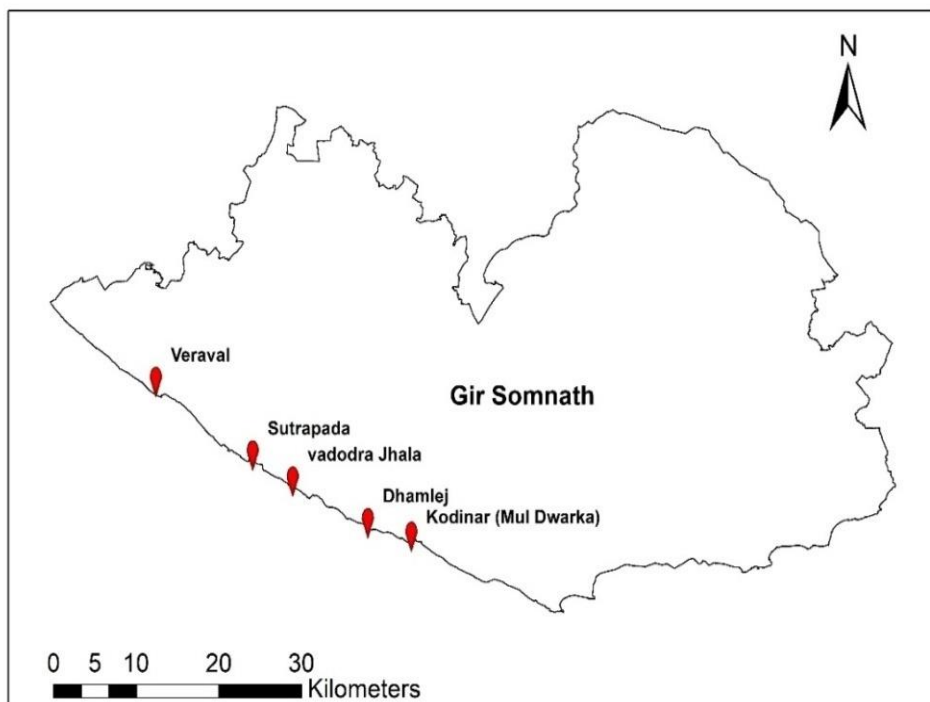 N
Veraval
Gir Somnath
Sutrapada
vadodra Jhala
Dhamlej
Kodinar (Mul Dwarka)
0 5 10 20 30
Kilometers